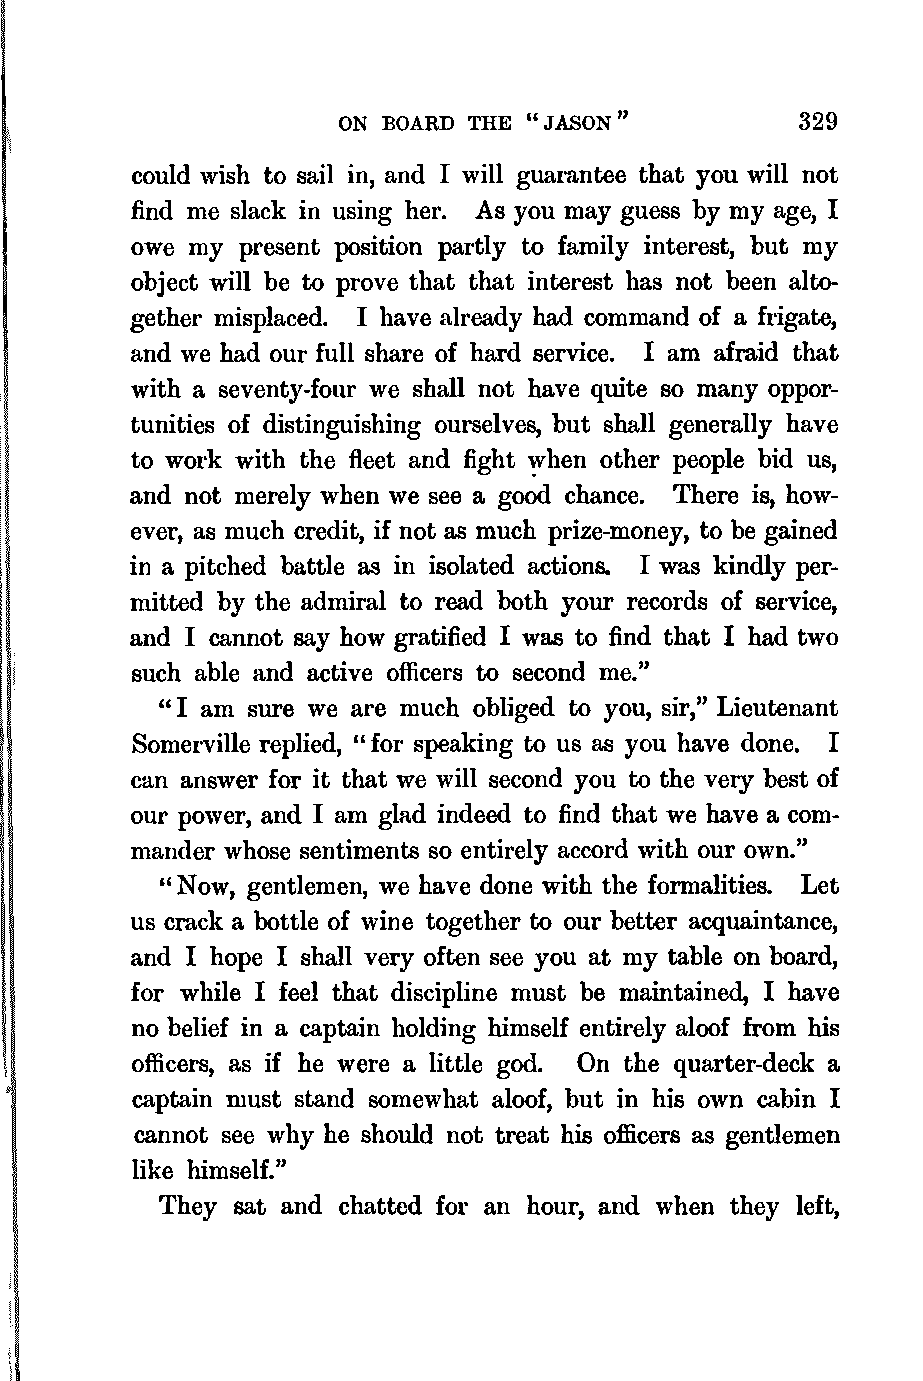 ON BOARD THE "JASON" 329
could wish to sail in, and I will guarantee that you will not
find me slack in using her. As you may guess by my age, I
owe my present position partly to family interest, but my
object will be to prove that that interest has not been alto-
gether misplaced. I have already had command of a frigate,
and we had our full share of hard service. I am afraid that
with a seventy-four we shall not have quite so many oppor-
tunities of distinguishing ourselves, but shall generally have
to work with the fleet and fight when other people bid us,
and not merely when we see a good chance. There is, how-
ever, as much credit, if not as much prize-money, to be gained
in a pitched battle as in isolated actions. I was kindly per-
mitted by the admiral to read both your records of service,
and I cannot say how gratified I was to find that I had two
such able and active officers to second me."
"I am sure we are much obliged to you, sir," Lieutenant
Somerville replied, "for speaking to us as you have done. I
can answer for it that we will second you to the very best of
our power, and I am glad indeed to find that we have a com-
mander whose sentiments so entirely accord with our own."
"Now, gentlemen, we have done with the formalities. Let
us crack a bottle of wine together to our better acquaintance,
and I hope I shall very often see you at my table on board,
for while I feel that discipline must be maintained, I have
no belief in a captain holding himself entirely aloof from his
officers, as if he were a little god. On the quarter-deck a
captain must stand somewhat aloof, but in his own cabin I
cannot see why he should not treat his officers as gentlemen
like himself."
They sat and chatted for an hour, and when they left,